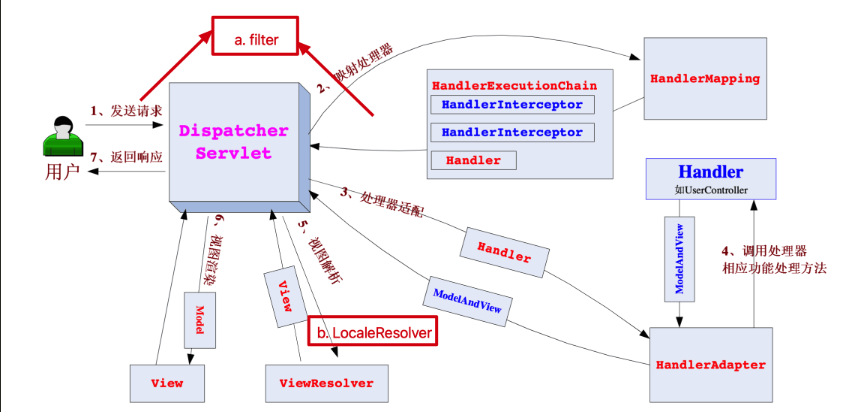 a. filter
1、发送请求
Dispatcher
Servlet
7、返回响应
用户
2、映射处理器
HandlerExecutionChain
HandlerInterceptor
HandlerInterceptor
Handler
HandlerMapping
Handler
如UserController
3、处理器适配
Handler
ModelAndView
ModelAndView
4、调用处理器
相应功能处理方法
HandlerAdapter
6、视图渲染
Model
View
5、视图解析
View
b. LocaleResolver
ViewResolver